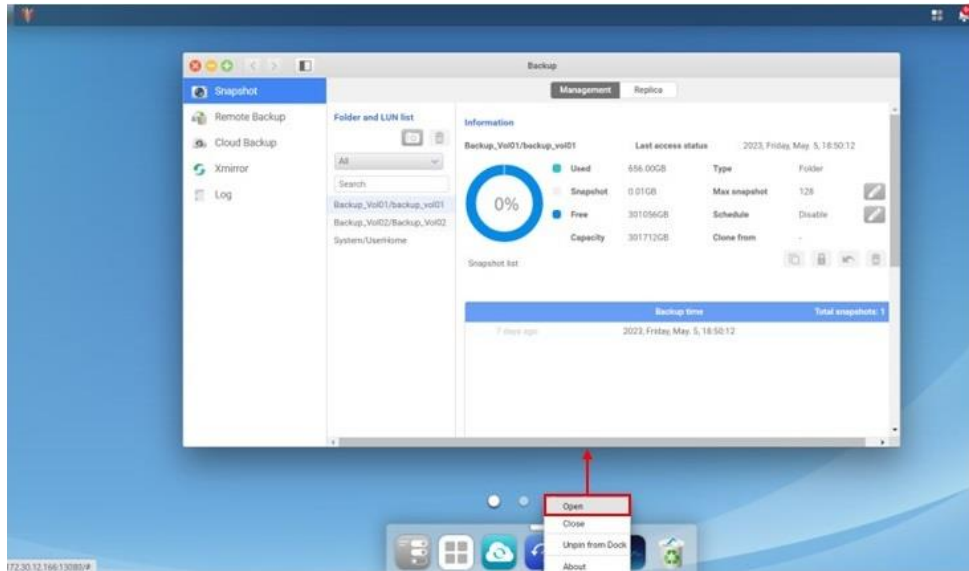 Backup
Snapshot
Remote Backup
Cloud Backup
Xmirror
Log
Management Replica
Folder and LUN list
All
Search
Backup_Vol01/backup_vol01
Backup_Vol02/Backup_Vol02
System/UserHome
Information
Backup_Vol01/backup_vol01 Last access status 2023, Friday, May. 5, 18:50:12
0%
Used 656.00GB Type Folder
Snapshot 0.01GB Max snapshot 128
Free 301056GB Schedule Disable
Capacity 301712GB Clone from -
Snapshot list
Backup time Total snapshots: 1
7 days ago 2023, Friday, May. 5, 18:50:12
Open
Close
Unpin from Dock
About
172.30.12.166:13080/#